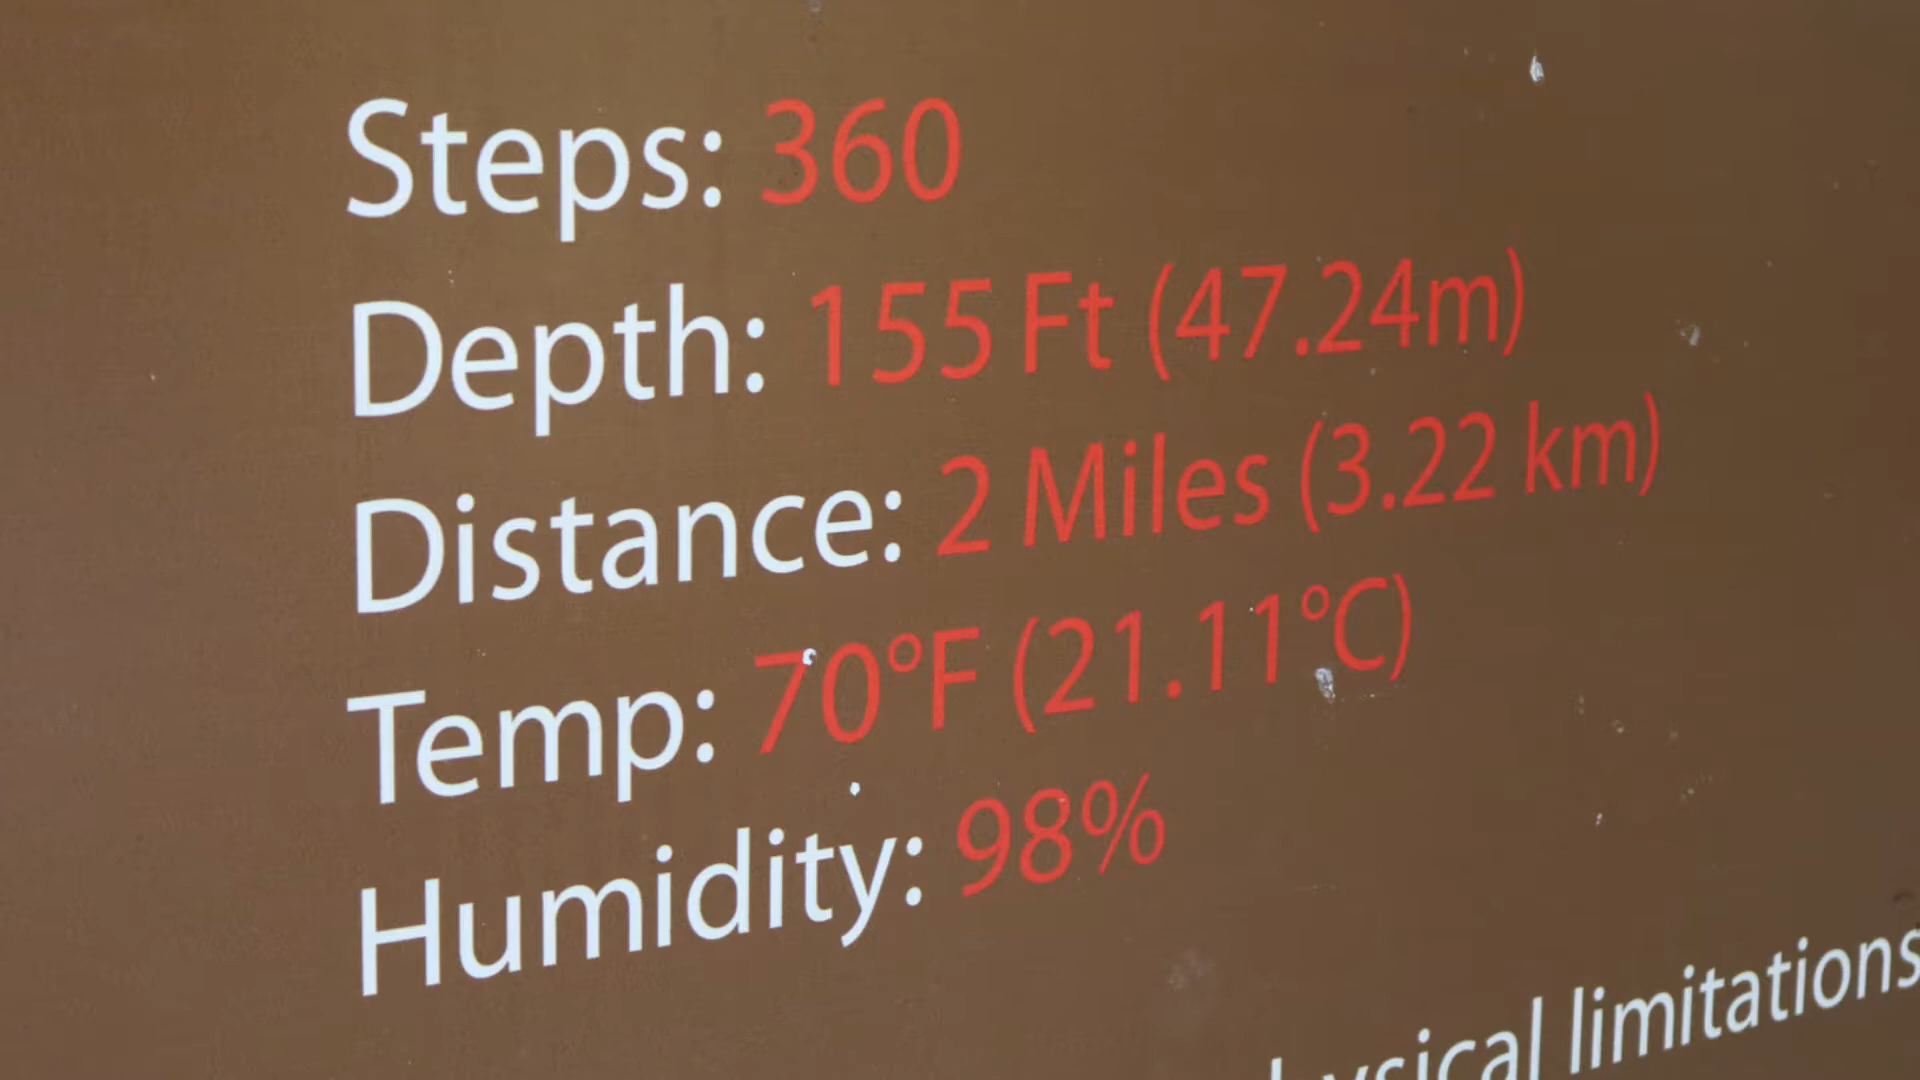 Steps: 360
Depth: 155 Ft (47.24m)
Distance: 2 Miles (3.22 km)
Temp: 70°F (21.11°C)
Humidity: 98%
limitations